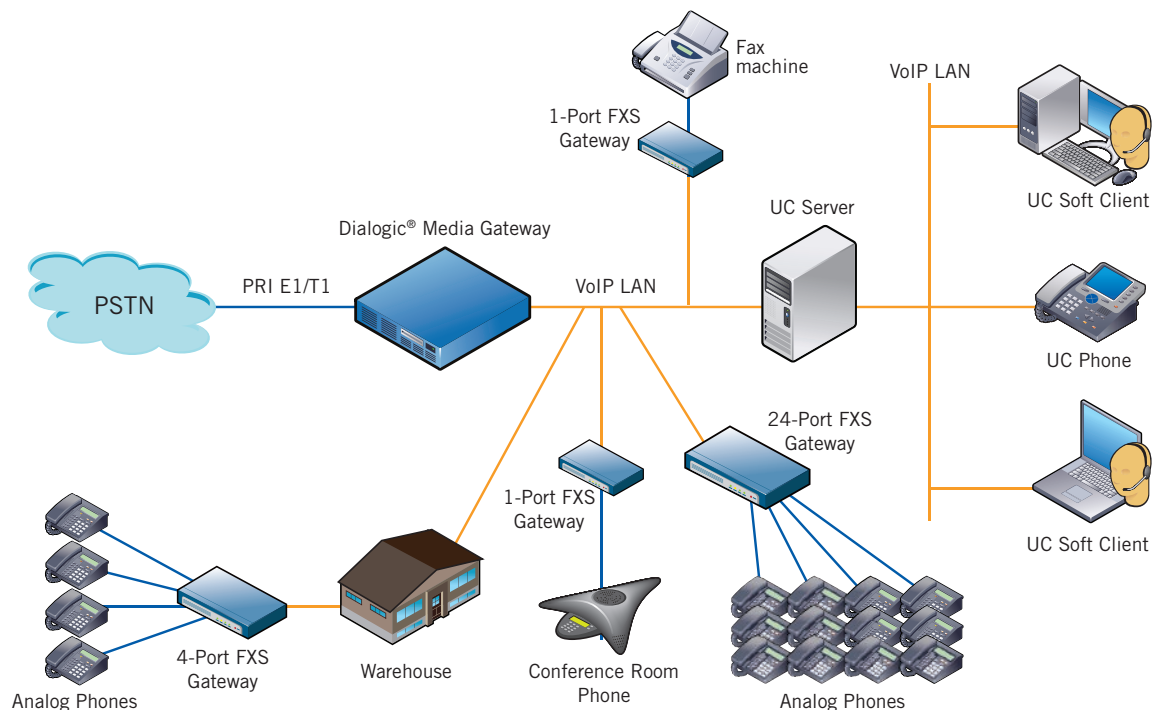 Fax
machine
VoIP LAN
1-Port FXS
Gateway
UC Soft Client
UC Server
Dialogic® Media Gateway
PRI E1/T1
VoIP LAN
PSTN
UC Phone
24-Port FXS
Gateway
1-Port FXS
Gateway
UC Soft Client
4-Port FXS
Gateway
Warehouse
Conference Room
Phone
Analog Phones
Analog Phones